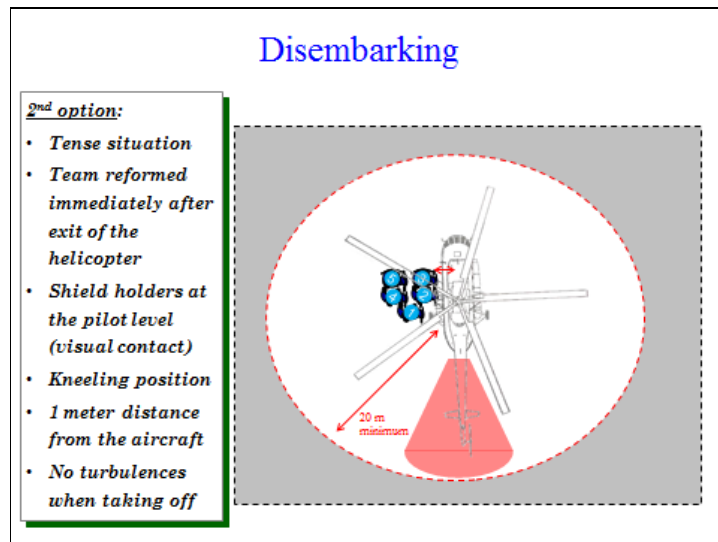 Disembarking
2nd option:
• Tense situation
• Team reformed
immediately after
exit of the
helicopter
• Shield holders at
the pilot level
(visual contact)
• Kneeling position
• 1 meter distance
from the aircraft
• No turbulences
when taking off
20 m
minimum